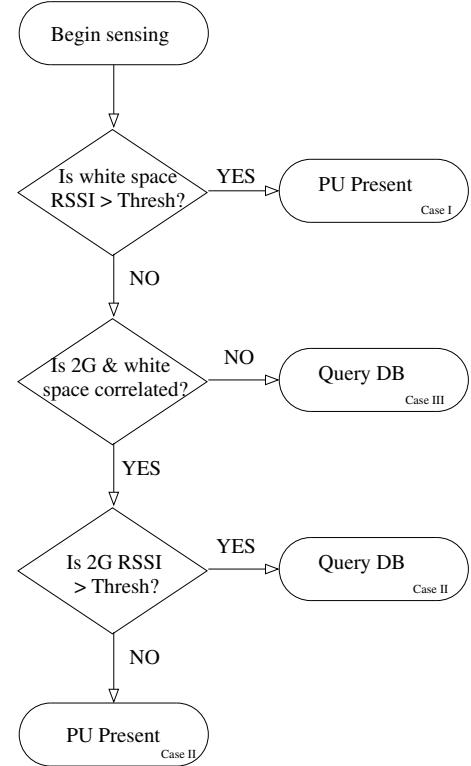 Begin sensing
Is white space
RSSI > Thresh?
YES
PU Present
Case I
NO
Is 2G & white
space correlated?
NO
Query DB
Case III
YES
Is 2G RSSI
> Thresh?
YES
Query DB
Case II
NO
PU Present
Case II